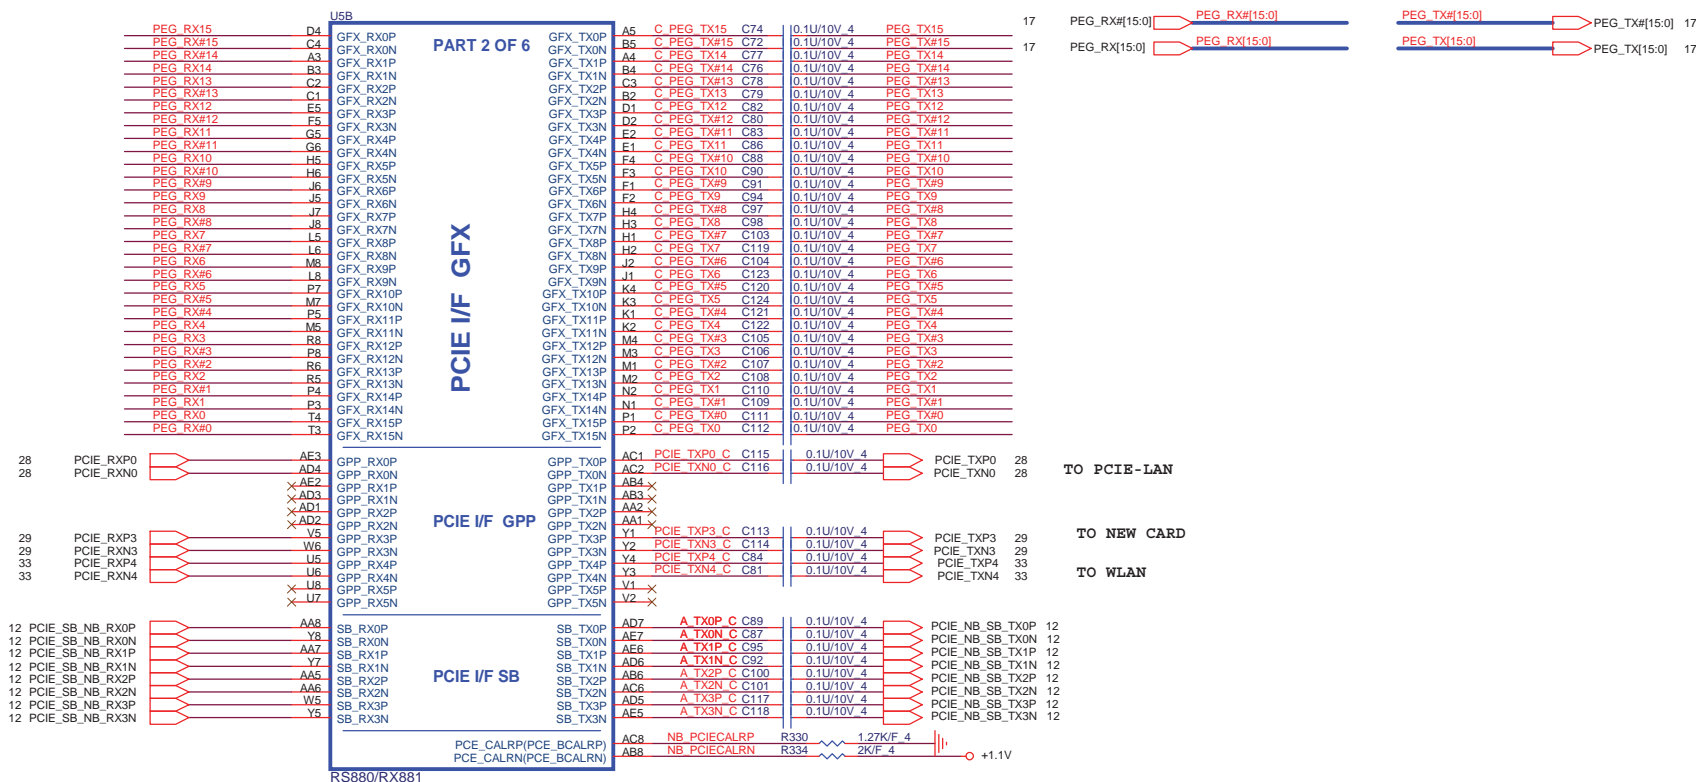 U5B
17 PEG_RX#[15:0] PEG_RX#[15:0] PEG_TX#[15:0] PEG_TX#[15:0] 17
17 PEG_RX[15:0] PEG_RX[15:0] PEG_TX[15:0] PEG_TX[15:0] 17
PART 2 OF 6
PEG_RX15 D4 GFX_RX0P GFX_TX0P A5 C_PEG_TX15 C74 0.1U/10V_4 PEG_TX15
PEG_RX#15 C4 GFX_RX0N GFX_TX0N B5 C_PEG_TX#15 C72 0.1U/10V_4 PEG_TX#15
PEG_RX#14 A3 GFX_RX1P GFX_TX1P A4 C_PEG_TX14 C77 0.1U/10V_4 PEG_TX14
PEG_RX14 B3 GFX_RX1N GFX_TX1N B4 C_PEG_TX#14 C76 0.1U/10V_4 PEG_TX#14
PEG_RX13 C2 GFX_RX2P GFX_TX2P C3 C_PEG_TX#13 C78 0.1U/10V_4 PEG_TX#13
PEG_RX#13 C1 GFX_RX2N GFX_TX2N B2 C_PEG_TX13 C79 0.1U/10V_4 PEG_TX13
PEG_RX12 E5 GFX_RX3P GFX_TX3P D1 C_PEG_TX12 C82 0.1U/10V_4 PEG_TX12
PEG_RX#12 F5 GFX_RX3N GFX_TX3N D2 C_PEG_TX#12 C80 0.1U/10V_4 PEG_TX#12
PEG_RX11 G5 GFX_RX4P GFX_TX4P E2 C_PEG_TX#11 C83 0.1U/10V_4 PEG_TX#11
PEG_RX#11 G6 GFX_RX4N GFX_TX4N E1 C_PEG_TX11 C86 0.1U/10V_4 PEG_TX11
PEG_RX10 H5 GFX_RX5P GFX_TX5P F4 C_PEG_TX#10 C88 0.1U/10V_4 PEG_TX#10
PEG_RX#10 H6 GFX_RX5N GFX_TX5N F3 C_PEG_TX10 C90 0.1U/10V_4 PEG_TX10
PEG_RX#9 J6 GFX_RX6P GFX_TX6P F1 C_PEG_TX#9 C91 0.1U/10V_4 PEG_TX#9
PEG_RX9 J5 GFX_RX6N GFX_TX6N F2 C_PEG_TX9 C94 0.1U/10V_4 PEG_TX9
PEG_RX8 J7 GFX_RX7P GFX_TX7P H4 C_PEG_TX#8 C97 0.1U/10V_4 PEG_TX#8
PEG_RX#8 J8 GFX_RX7N GFX_TX7N H3 C_PEG_TX8 C98 0.1U/10V_4 PEG_TX8
PEG_RX7 L5 GFX_RX8P GFX_TX8P H1 C_PEG_TX#7 C103 0.1U/10V_4 PEG_TX#7
PEG_RX#7 L6 GFX_RX8N GFX_TX8N H2 C_PEG_TX7 C119 0.1U/10V_4 PEG_TX7
PEG_RX6 M8 GFX_RX9P GFX_TX9P J2 C_PEG_TX#6 C104 0.1U/10V_4 PEG_TX#6
PEG_RX#6 L8 GFX_RX9N GFX_TX9N J1 C_PEG_TX6 C123 0.1U/10V_4 PEG_TX6
PEG_RX5 P7 GFX_RX10P GFX_TX10P K4 C_PEG_TX#5 C120 0.1U/10V_4 PEG_TX#5
PEG_RX#5 M7 GFX_RX10N GFX_TX10N K3 C_PEG_TX5 C124 0.1U/10V_4 PEG_TX5
PEG_RX#4 P5 GFX_RX11P GFX_TX11P K1 C_PEG_TX#4 C121 0.1U/10V_4 PEG_TX#4
PEG_RX4 M5 GFX_RX11N GFX_TX11N K2 C_PEG_TX4 C122 0.1U/10V_4 PEG_TX4
PEG_RX3 R8 GFX_RX12P GFX_TX12P M4 C_PEG_TX#3 C105 0.1U/10V_4 PEG_TX#3
PEG_RX#3 P8 GFX_RX12N GFX_TX12N M3 C_PEG_TX3 C106 0.1U/10V_4 PEG_TX3
PEG_RX#2 R6 GFX_RX13P GFX_TX13P M1 C_PEG_TX#2 C107 0.1U/10V_4 PEG_TX#2
PEG_RX2 R5 GFX_RX13N GFX_TX13N M2 C_PEG_TX2 C108 0.1U/10V_4 PEG_TX2
PEG_RX#1 P4 GFX_RX14P GFX_TX14P N2 C_PEG_TX1 C110 0.1U/10V_4 PEG_TX1
PEG_RX1 P3 GFX_RX14N GFX_TX14N N1 C_PEG_TX#1 C109 0.1U/10V_4 PEG_TX#1
PEG_RX0 T4 GFX_RX15P GFX_TX15P P1 C_PEG_TX#0 C111 0.1U/10V_4 PEG_TX#0
PEG_RX#0 T3 GFX_RX15N GFX_TX15N P2 C_PEG_TX0 C112 0.1U/10V_4 PEG_TX0
PCIE I/F GFX
28 PCIE_RXP0 AE3 GPP_RX0P GPP_TX0P AC1 PCIE_TXP0_C C115 0.1U/10V_4 PCIE_TXP0 28
28 PCIE_RXN0 AD4 GPP_RX0N GPP_TX0N AC2 PCIE_TXN0_C C116 0.1U/10V_4 PCIE_TXN0 28
TO PCIE-LAN
AE2 GPP_RX1P GPP_TX1P AB4
AD3 GPP_RX1N GPP_TX1N AB3
AD1 GPP_RX2P GPP_TX2P AA2
AD2 GPP_RX2N GPP_TX2N AA1
PCIE I/F GPP
29 PCIE_RXP3 V5 GPP_RX3P GPP_TX3P Y1 PCIE_TXP3_C C113 0.1U/10V_4 PCIE_TXP3 29
TO NEW CARD
29 PCIE_RXN3 W6 GPP_RX3N GPP_TX3N Y2 PCIE_TXN3_C C114 0.1U/10V_4 PCIE_TXN3 29
33 PCIE_RXP4 U5 GPP_RX4P GPP_TX4P Y4 PCIE_TXP4_C C84 0.1U/10V_4 PCIE_TXP4 33
33 PCIE_RXN4 U6 GPP_RX4N GPP_TX4N Y3 PCIE_TXN4_C C81 0.1U/10V_4 PCIE_TXN4 33
TO WLAN
U8 GPP_RX5P GPP_TX5P V1
U7 GPP_RX5N GPP_TX5N V2
12 PCIE_SB_NB_RX0P AA8 SB_RX0P SB_TX0P AD7 A_TX0P_C C89 0.1U/10V_4 PCIE_NB_SB_TX0P 12
12 PCIE_SB_NB_RX0N Y8 SB_RX0N SB_TX0N AE7 A_TX0N_C C87 0.1U/10V_4 PCIE_NB_SB_TX0N 12
12 PCIE_SB_NB_RX1P AA7 SB_RX1P SB_TX1P AE6 A_TX1P_C C95 0.1U/10V_4 PCIE_NB_SB_TX1P 12
12 PCIE_SB_NB_RX1N Y7 SB_RX1N SB_TX1N AD6 A_TX1N_C C92 0.1U/10V_4 PCIE_NB_SB_TX1N 12
12 PCIE_SB_NB_RX2P AA5 SB_RX2P SB_TX2P AB6 A_TX2P_C C100 0.1U/10V_4 PCIE_NB_SB_TX2P 12
12 PCIE_SB_NB_RX2N AA6 SB_RX2N SB_TX2N AC6 A_TX2N_C C101 0.1U/10V_4 PCIE_NB_SB_TX2N 12
12 PCIE_SB_NB_RX3P W5 SB_RX3P SB_TX3P AD5 A_TX3P_C C117 0.1U/10V_4 PCIE_NB_SB_TX3P 12
12 PCIE_SB_NB_RX3N Y5 SB_RX3N SB_TX3N AE5 A_TX3N_C C118 0.1U/10V_4 PCIE_NB_SB_TX3N 12
PCIE I/F SB
PCE_CALRP(PCE_BCALRP) AC8 NB_PCIECALRP R330 1.27K/F_4
PCE_CALRN(PCE_BCALRN) AB8 NB_PCIECALRN R334 2K/F_4 +1.1V
RS880/RX881